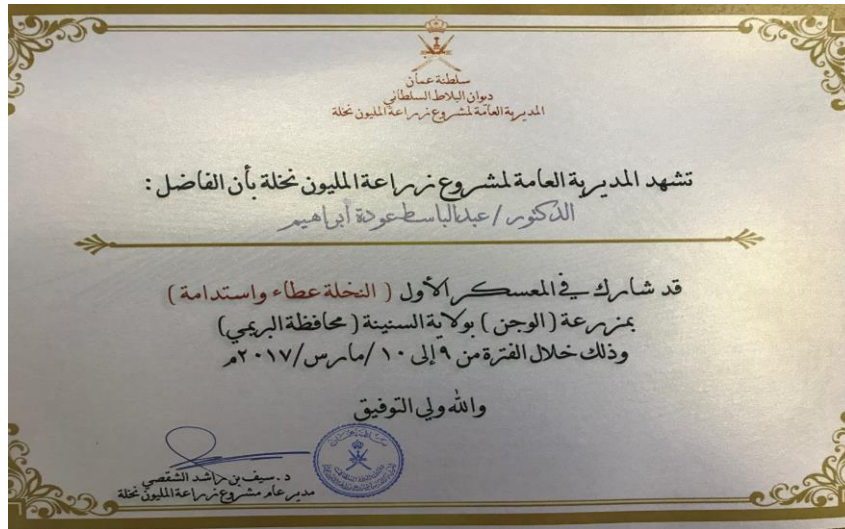 سلطنة عمان
ديوان البلاط السلطاني
المديرية العامة لمشروع زراعة المليون نخلة
تشهد المديرية العامة لمشروع زراعة المليون نخلة بأن الفاضل :
الدكتور / عبدالباسط عودة أبراهيم
قد شارك في المعسكر الأول ( النخلة عطاء واستدامة )
بمزرعة ( الوجن ) بولاية السنينة ( محافظة البريمي )
وذلك خلال الفترة من ٩ إلى ١٠ /مارس/ ٢٠١٧م
والله ولي التوفيق
د. سيف بن راشد الشقصي
مدير عام مشروع زراعة المليون نخلة